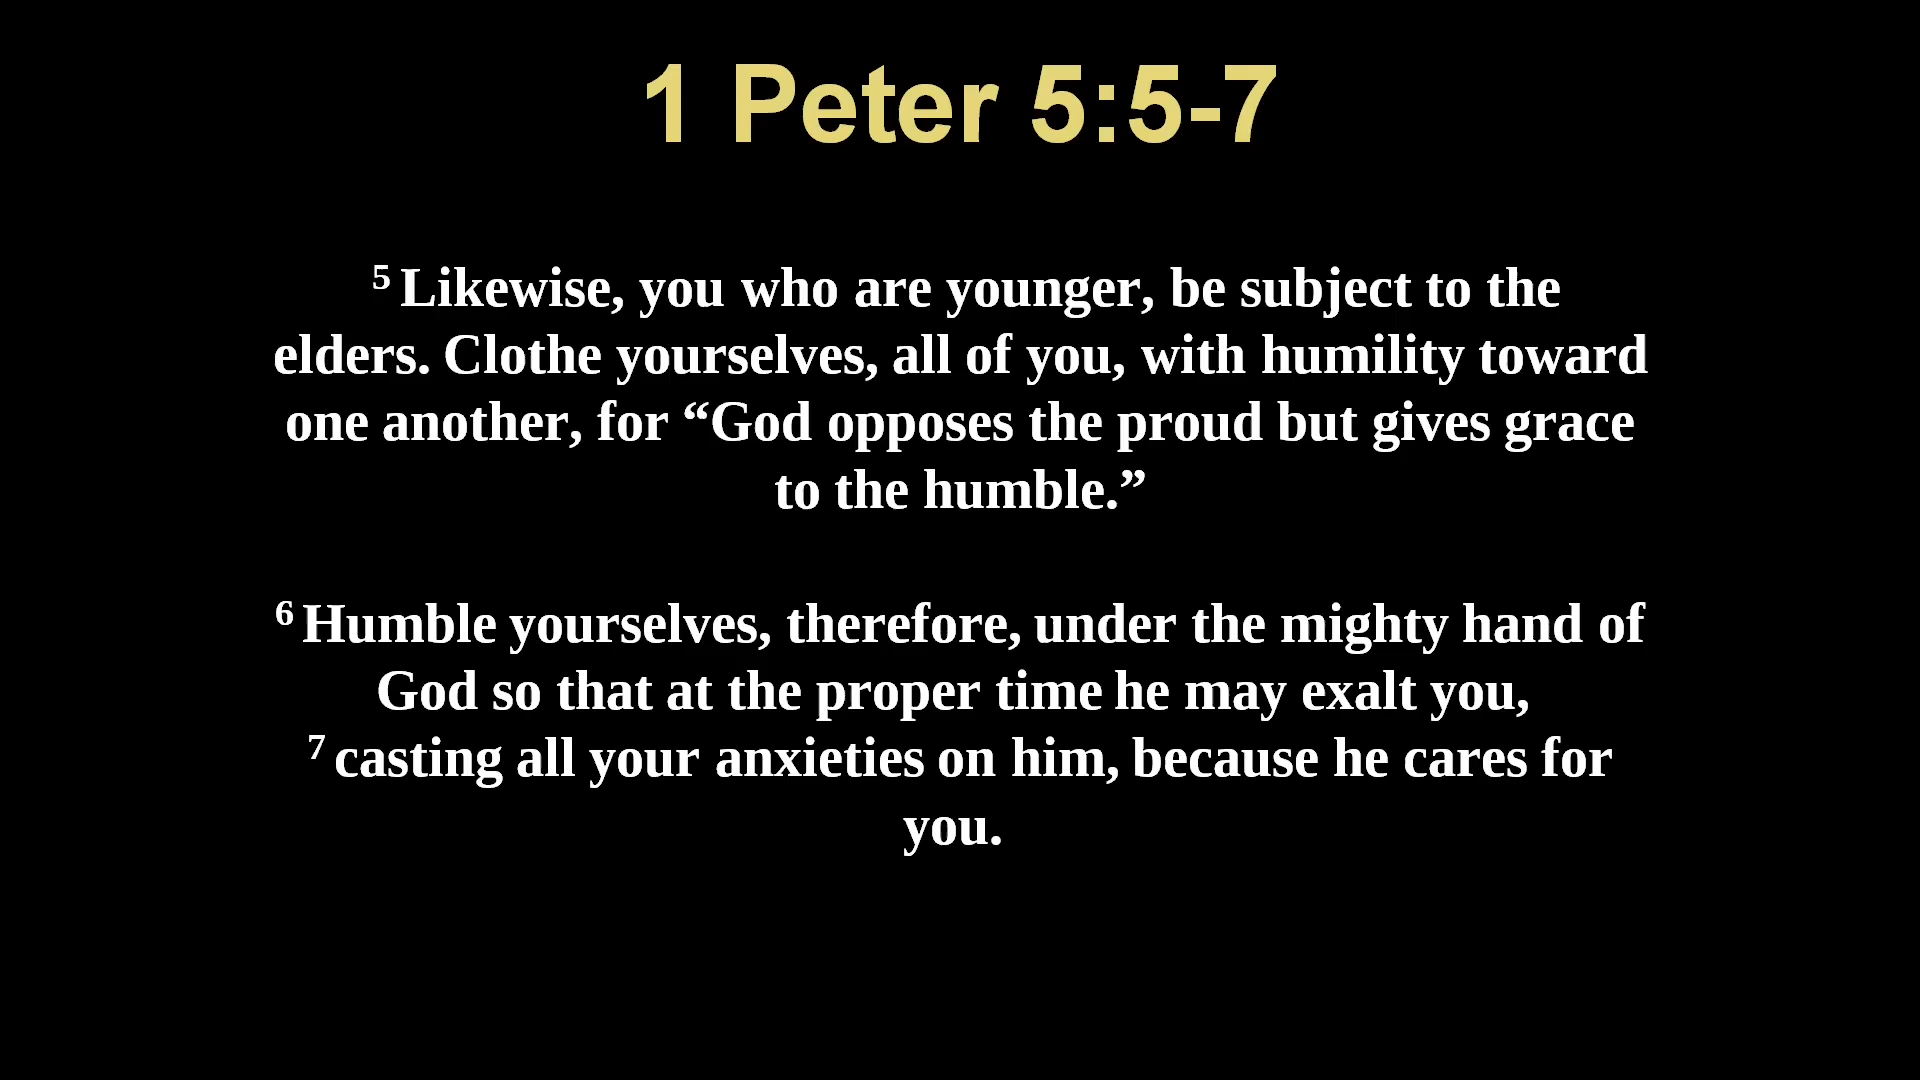 1 Peter 5:5-7
5 Likewise, you who are younger, be subject to the
elders. Clothe yourselves, all of you, with humility toward
one another, for “God opposes the proud but gives grace
to the humble.”
6 Humble yourselves, therefore, under the mighty hand of
God so that at the proper time he may exalt you,
7 casting all your anxieties on him, because he cares for
you.